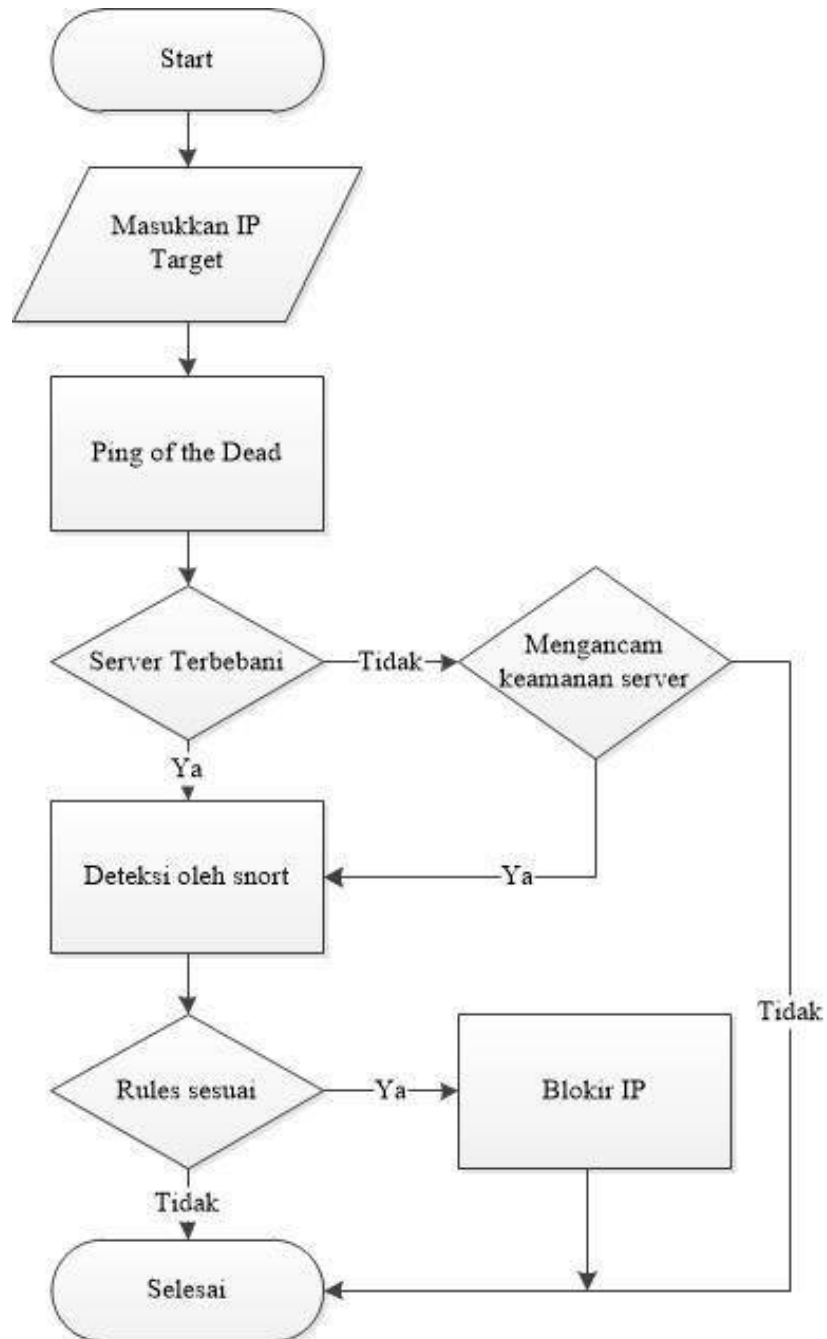 Start
Masukkan IP
Target
Ping of the Dead
Server Terbebani
Tidak
Mengancam
keamanan server
Ya
Deteksi oleh snort
Ya
Tidak
Rules sesuai
Ya
Blokir IP
Tidak
Selesai